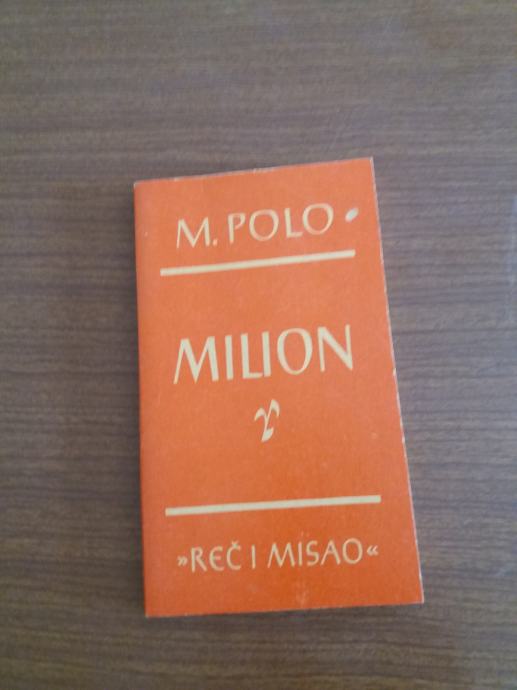 M. POLO
MILION
»REČ I MISAO«